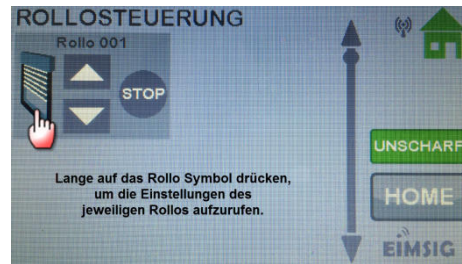 ROLLOSTEUERUNG
Rollo 001
STOP
UNSCHARF
Lange auf das Rollo Symbol drücken,
um die Einstellungen des
jeweiligen Rollos aufzurufen.
HOME
EIMSIG